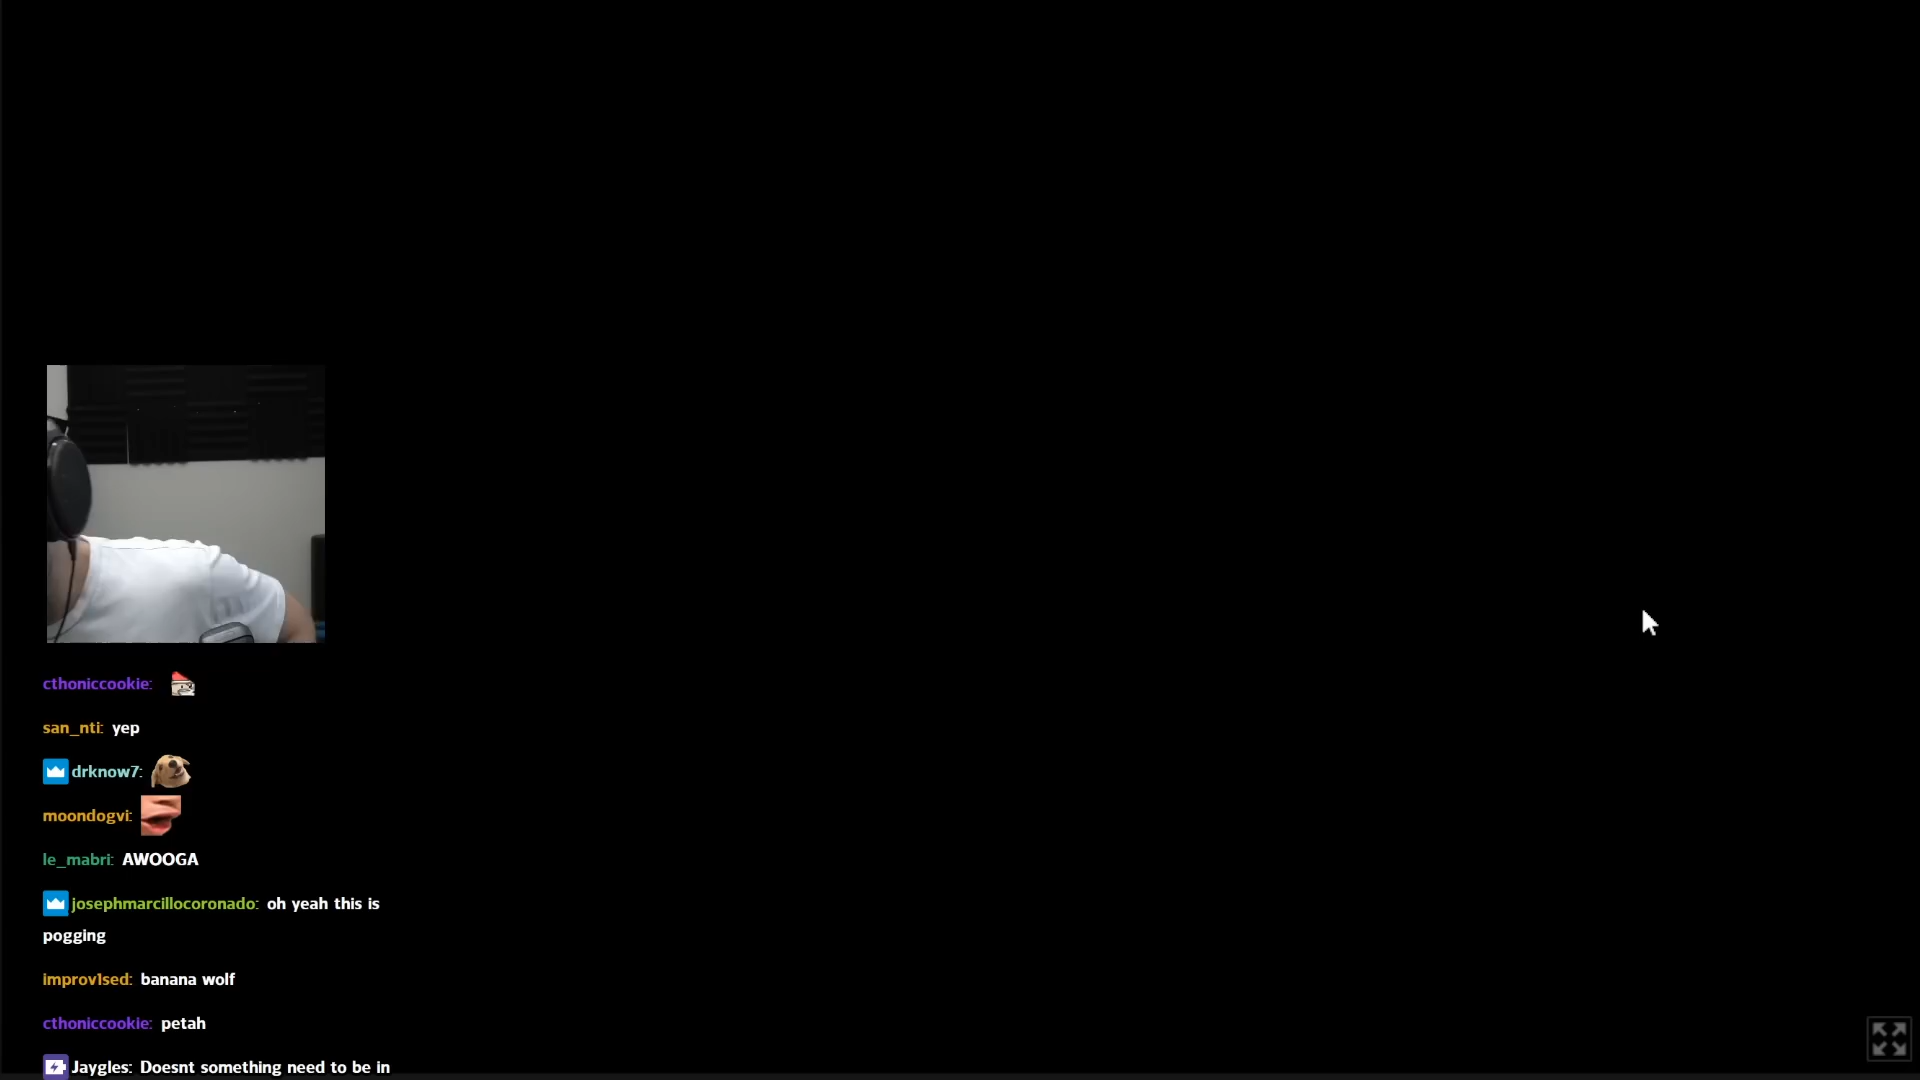 cthoniccookie:
san_nti: yep
drknow7:
moondogvi:
le_mabri: AWOOGA
josephmarcillocoronado: oh yeah this is
pogging
improv1sed: banana wolf
cthoniccookie: petah
Jaygles: Doesnt something need to be in